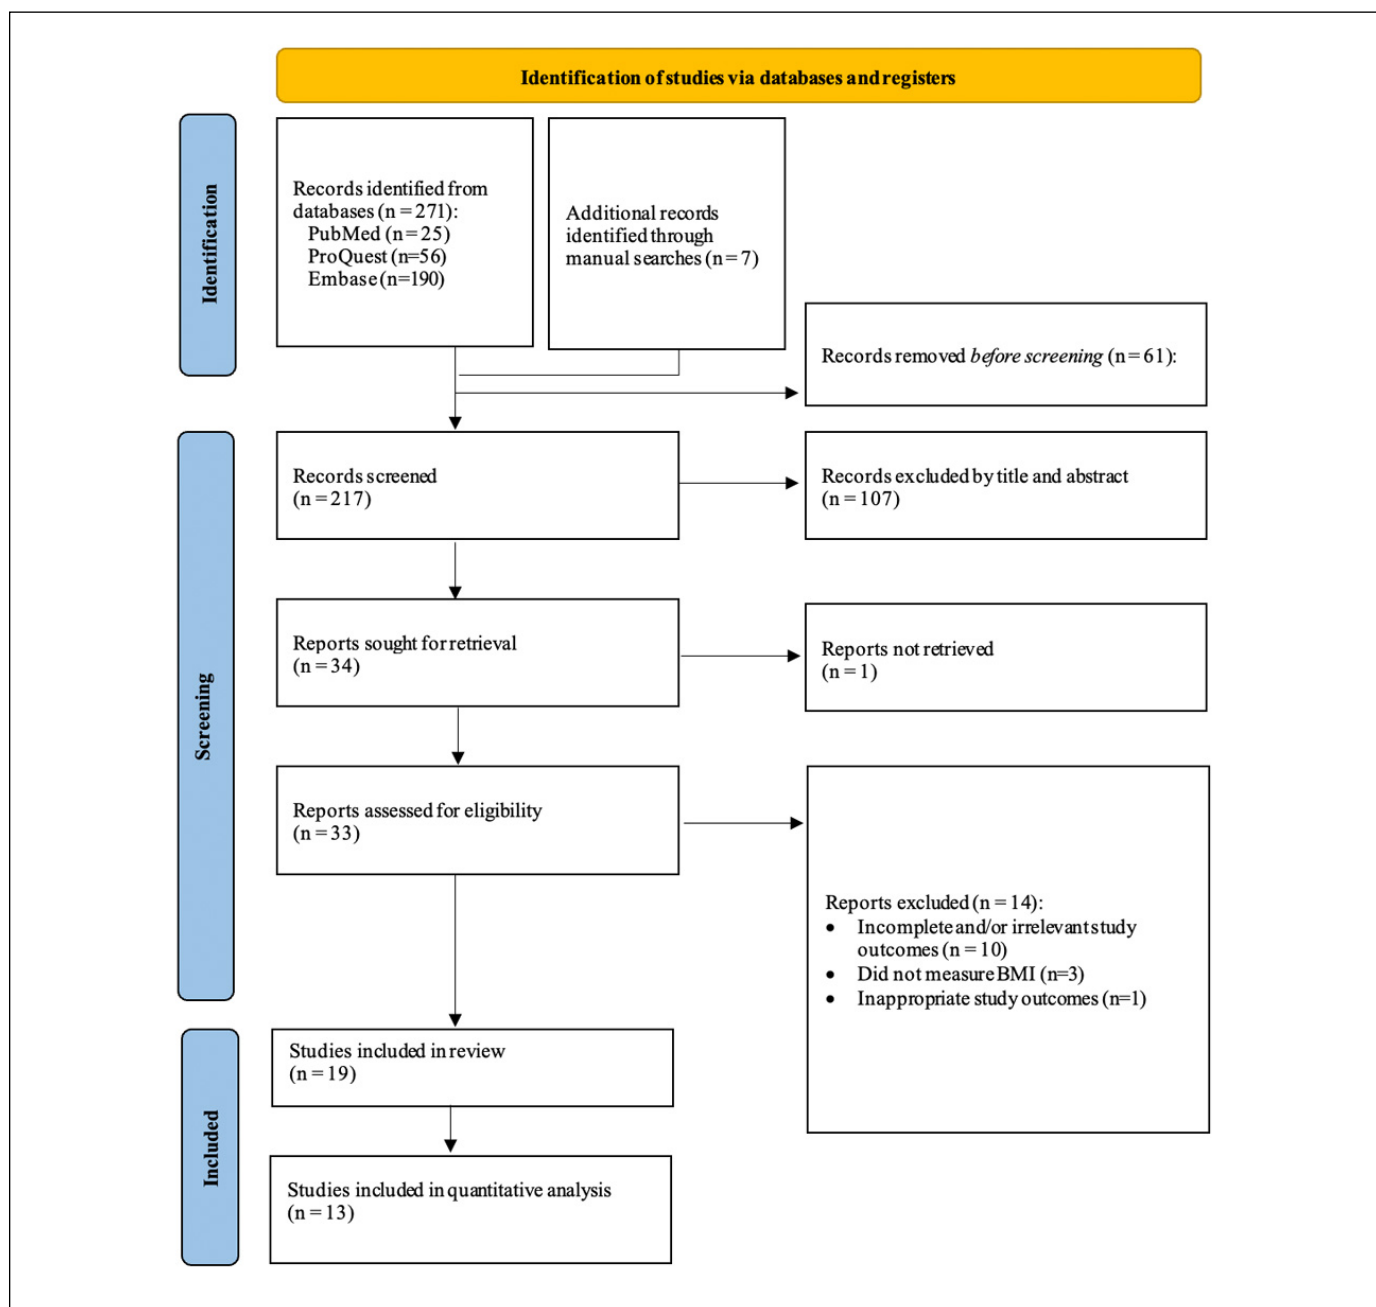 Identification of studies via databases and registers
Identification
Records identified from
databases (n = 271):
PubMed (n = 25)
ProQuest (n=56)
Embase (n=190)
Additional records
identified through
manual searches (n = 7)
Records removed before screening (n = 61):
Screening
Records screened
(n = 217)
Records excluded by title and abstract
(n = 107)
Reports sought for retrieval
(n = 34)
Reports not retrieved
(n = 1)
Reports assessed for eligibility
(n = 33)
Reports excluded (n = 14):
• Incomplete and/or irrelevant study
outcomes (n = 10)
• Did not measure BMI (n=3)
• Inappropriate study outcomes (n=1)
Included
Studies included in review
(n = 19)
Studies included in quantitative analysis
(n = 13)